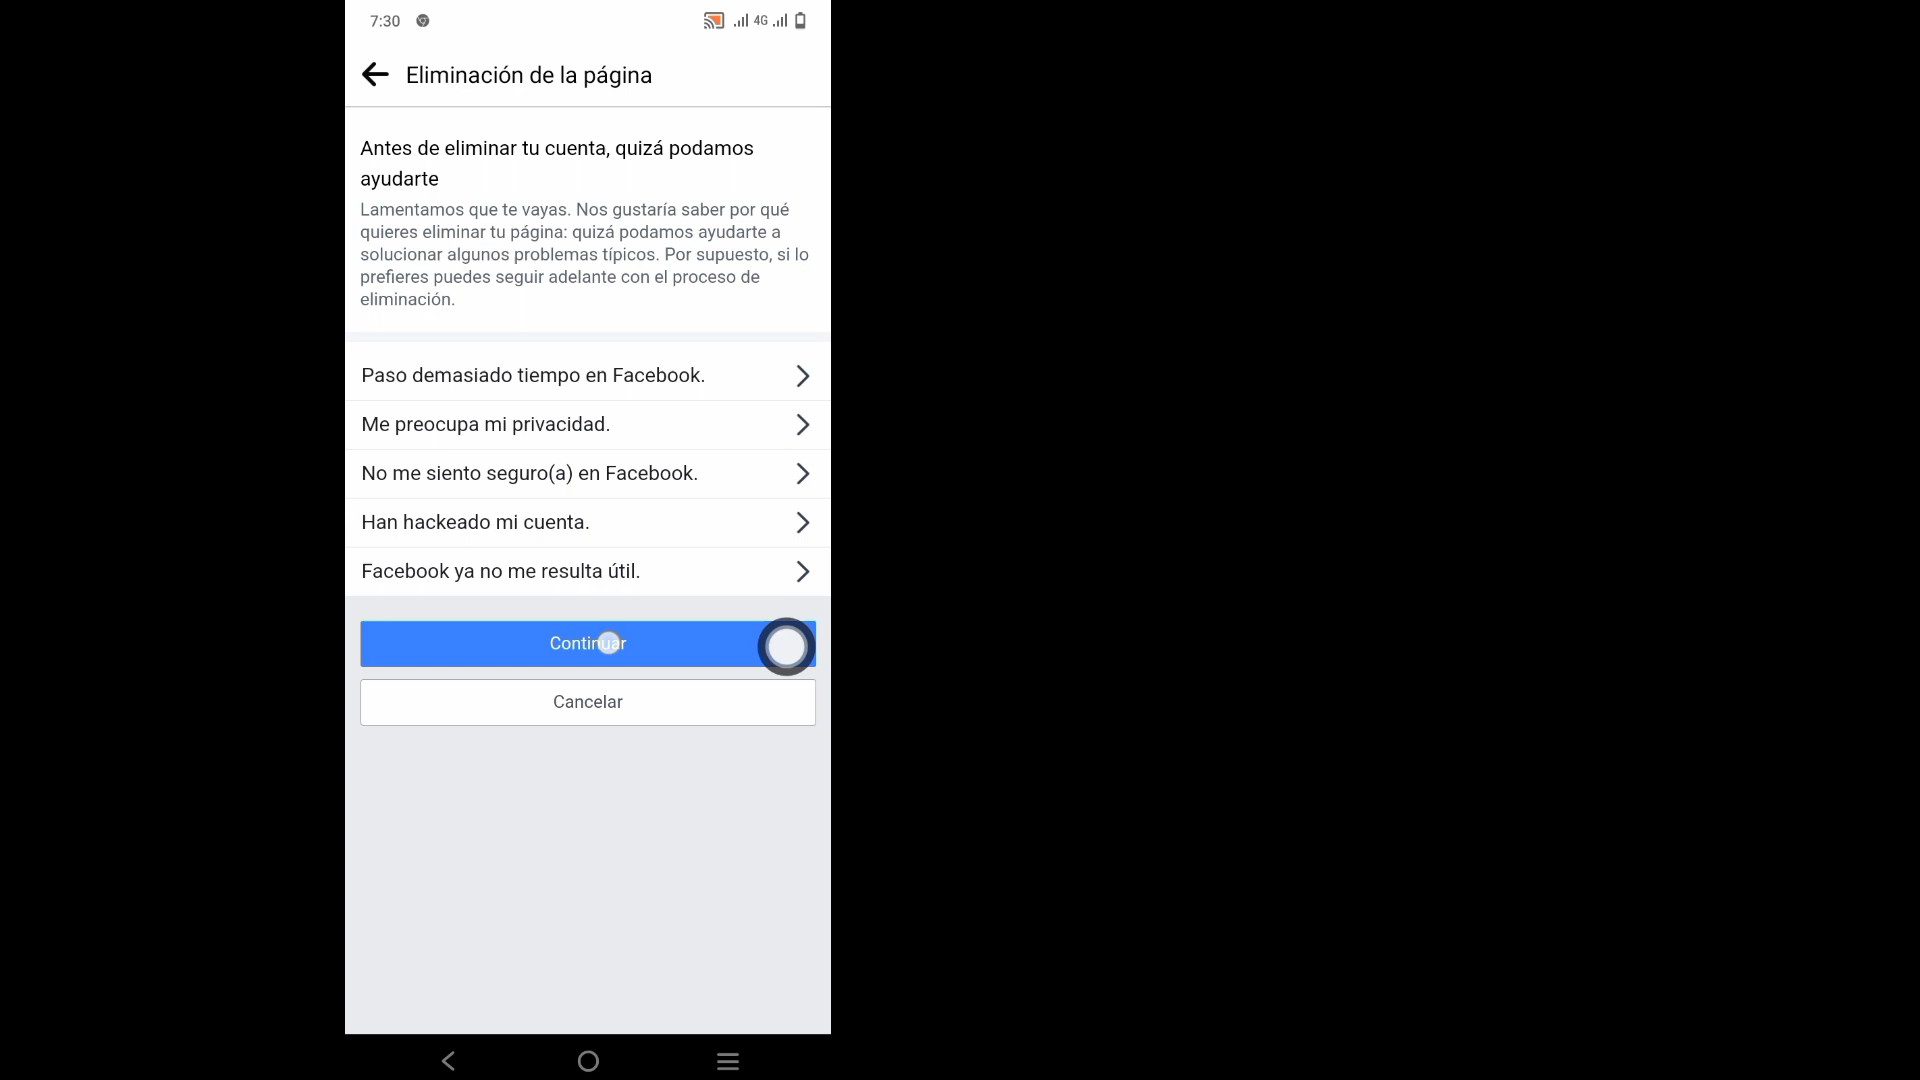 7:30
4G
Eliminación de la página
Antes de eliminar tu cuenta, quizá podamos
ayudarte
Lamentamos que te vayas. Nos gustaría saber por qué
quieres eliminar tu página: quizá podamos ayudarte a
solucionar algunos problemas típicos. Por supuesto, si lo
prefieres puedes seguir adelante con el proceso de
eliminación.
Paso demasiado tiempo en Facebook.
Me preocupa mi privacidad.
No me siento seguro(a) en Facebook.
Han hackeado mi cuenta.
Facebook ya no me resulta útil.
Continuar
Cancelar